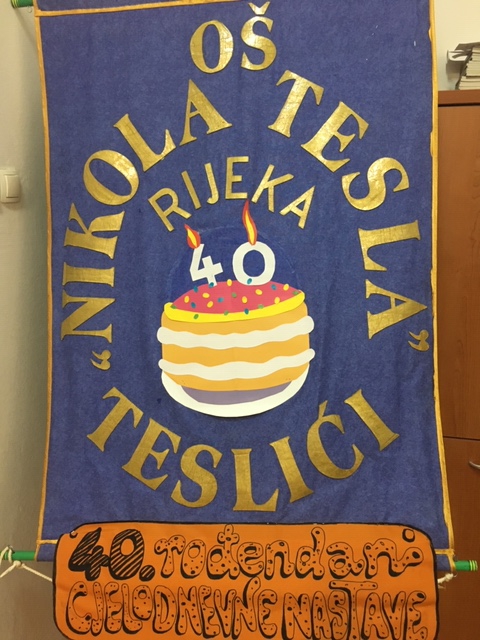 OŠ
"NIKOLA TESLA"
RIJEKA
40
TESLIĆI
40. rođendan
CJELODNEVNE NASTAVE